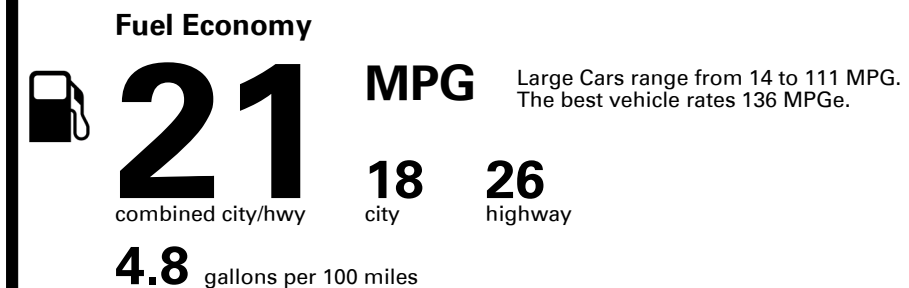 Fuel Economy
21 MPG
Large Cars range from 14 to 111 MPG.
The best vehicle rates 136 MPGe.
18 26
combined city/hwy city highway
4.8 gallons per 100 miles